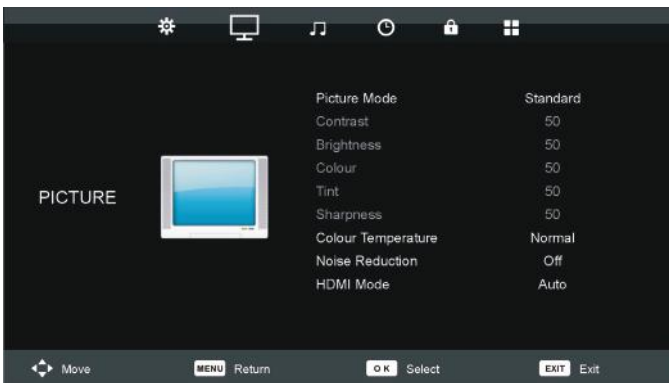 PICTURE
Picture Mode Standard
Contrast 50
Brightness 50
Colour 50
Tint 50
Sharpness 50
Colour Temperature Normal
Noise Reduction Off
HDMI Mode Auto
Move MENU Return OK Select EXIT Exit